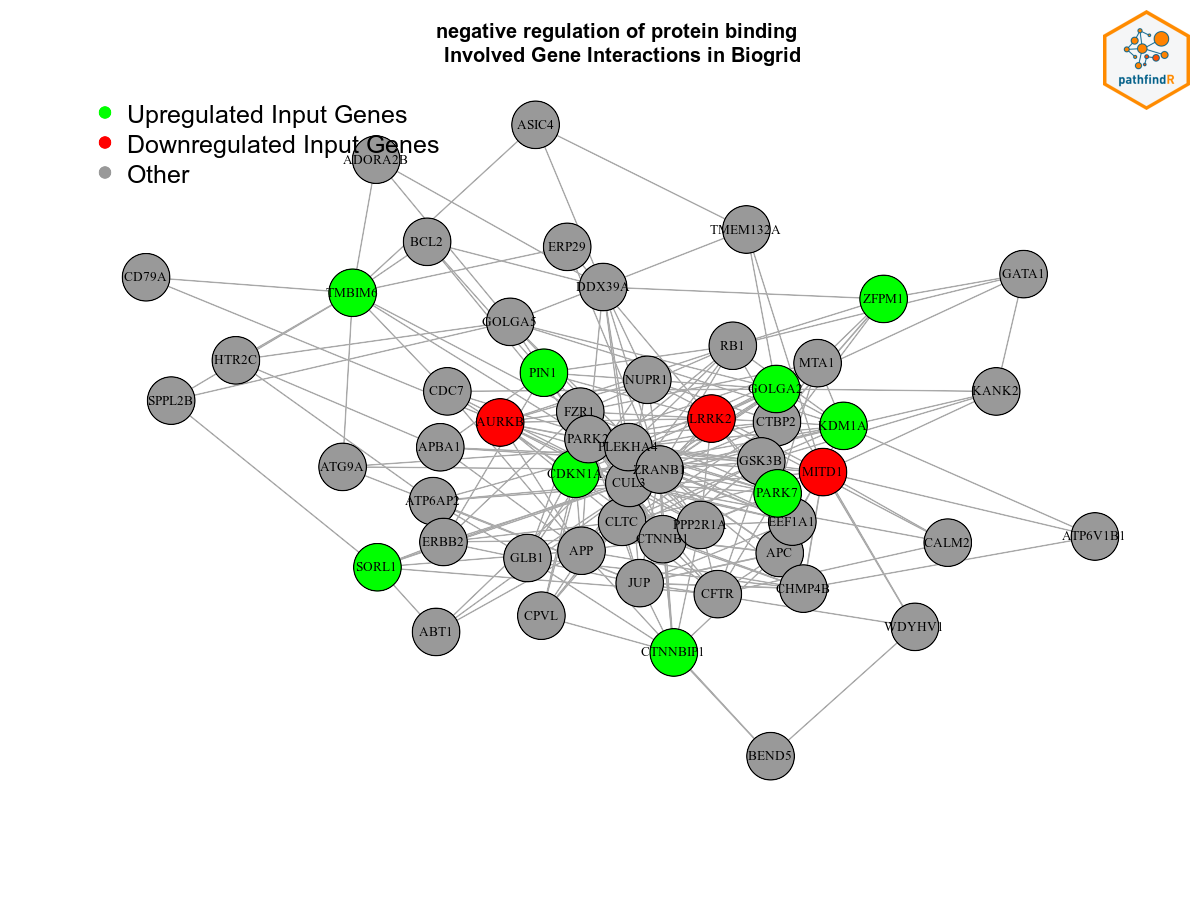 negative regulation of protein binding
Involved Gene Interactions in Biogrid
pathfindR
Upregulated Input Genes
Downregulated Input Genes
Other
ASIC4
ADORA2B
TMEM132A
BCL2
ERP29
CD79A
TMBIM6
DDX39A
ZFPM1
GATA1
GOLGA5
RB1
HTR2C
MTA1
PIN1
NUPR1
SPPL2B
CDC7
GOLGA2
KANK2
AURKB
FZR1
LRRK2
CTBP2
KDM1A
PARK2
APBA1
PLEKHA4
ATG9A
CDKN1A
ZRANB1
GSK3B
MITD1
CUL3
PARK7
ATP6AP2
CLTC
PPP2R1A
EEF1A1
ERBB2
CTNNB1
CALM2
ATP6V1B1
GLB1
APP
APC
SORL1
JUP
CFTR
CHMP4B
CPVL
ABT1
WDYHV1
CTNNBIP1
BEND5